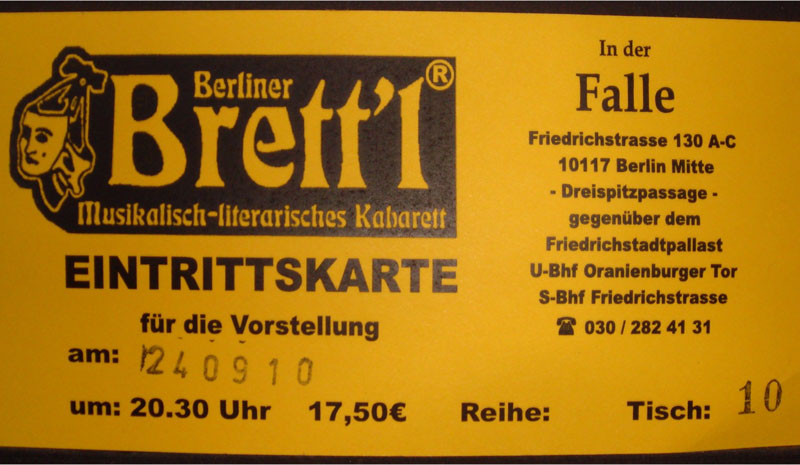 Berliner
Brett'l®
Musikalisch-literarisches Kabarett
EINTRITTSKARTE
für die Vorstellung
am: 240910
um: 20.30 Uhr 17,50€ Reihe: Tisch: 10
In der
Falle
Friedrichstrasse 130 A-C
10117 Berlin Mitte
- Dreispitzpassage -
gegenüber dem
Friedrichstadtpallast
U-Bhf Oranienburger Tor
S-Bhf Friedrichstrasse
☎ 030 / 282 41 31